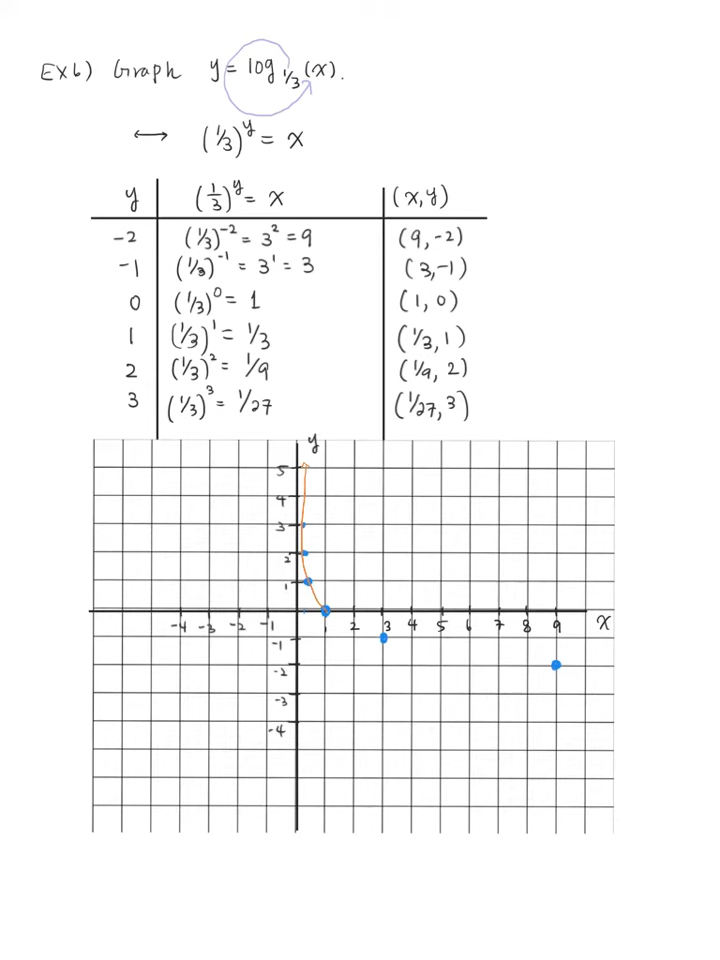 Ex6) Graph y = log 1/3 (x).
⟷ (1/3)^y = x
y (1/3)^y = x (x,y)
-2 (1/3)^-2 = 3^2 = 9 (9,-2)
-1 (1/3)^-1 = 3^1 = 3 (3,-1)
0 (1/3)^0 = 1 (1,0)
1 (1/3)^1 = 1/3 (1/3,1)
2 (1/3)^2 = 1/9 (1/9,2)
3 (1/3)^3 = 1/27 (1/27,3)
y
5
4
3
2
1
-4 -3 -2 -1 1 2 3 4 5 6 7 8 9 x
-1
-2
-3
-4